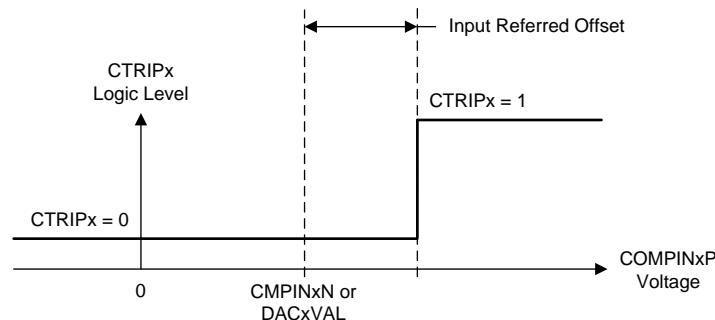 Input Referred Offset
CTRIPx
Logic Level
CTRIPx = 1
CTRIPx = 0
COMPINxP
Voltage
0
CMPINxN or
DACxVAL